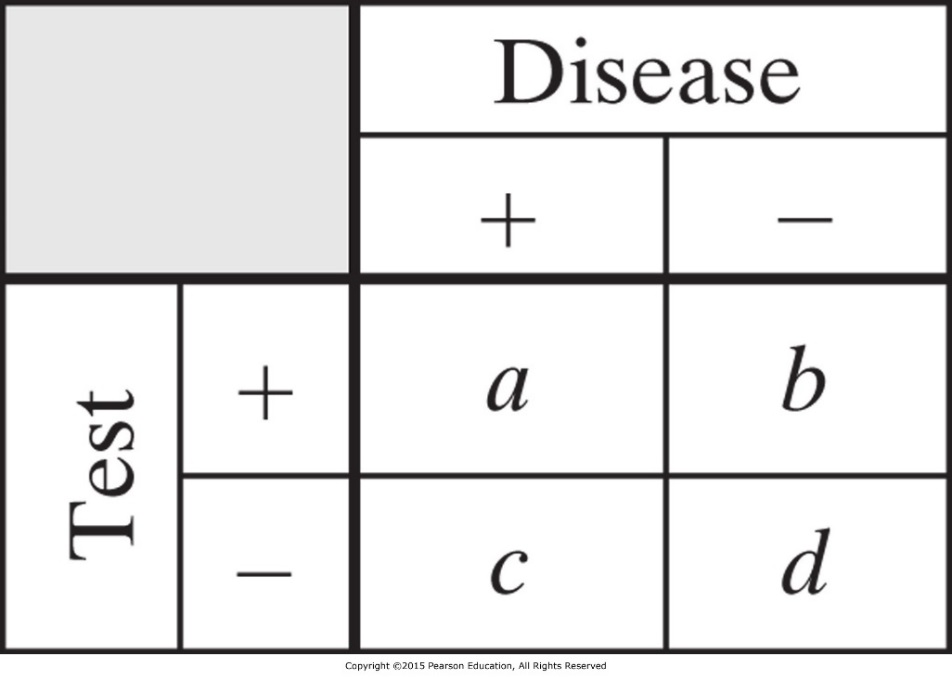 Disease
+ −
Test
+ a b
− c d
Copyright ©2015 Pearson Education, All Rights Reserved